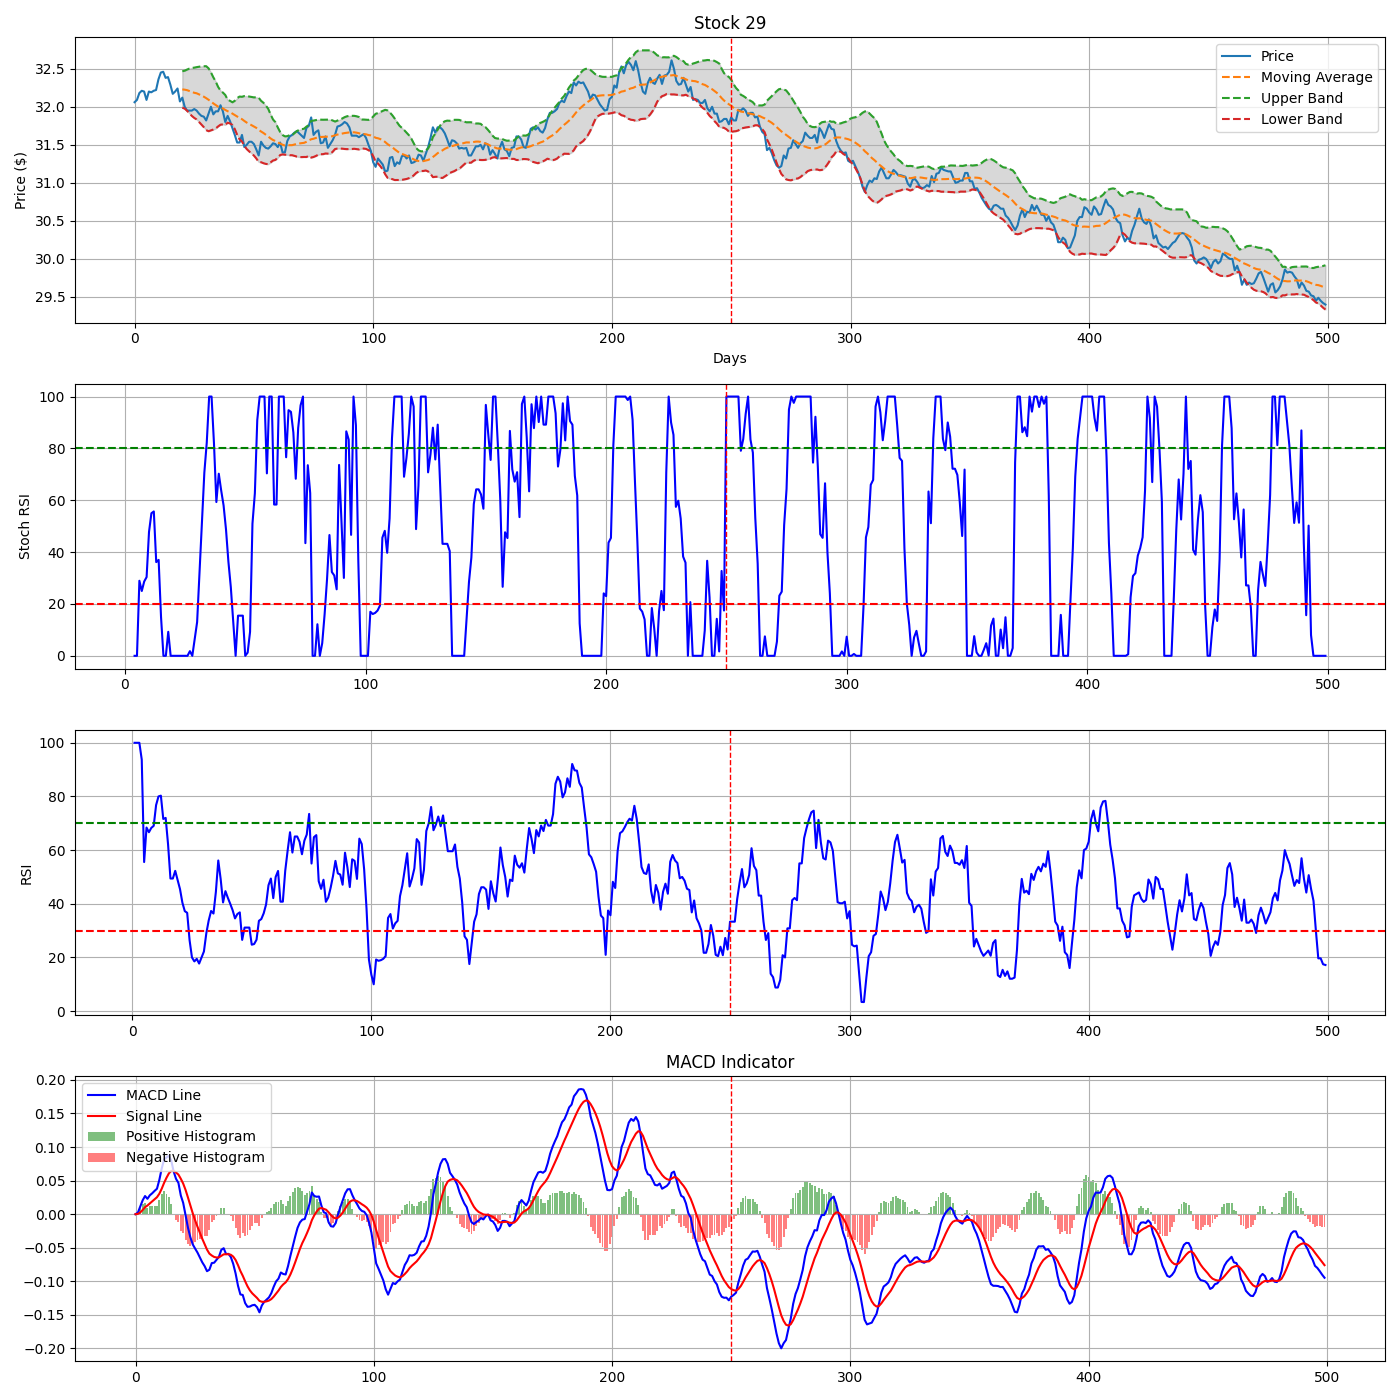 Stock 29
Price ($)
32.5
32.0
31.5
31.0
30.5
30.0
29.5
Price
Moving Average
Upper Band
Lower Band
0 100 200 300 400 500
Days
Stoch RSI
100
80
60
40
20
0
0 100 200 300 400 500
RSI
100
80
60
40
20
0
0 100 200 300 400 500
MACD Indicator
0.20
0.15
0.10
0.05
0.00
−0.05
−0.10
−0.15
−0.20
MACD Line
Signal Line
Positive Histogram
Negative Histogram
0 100 200 300 400 500